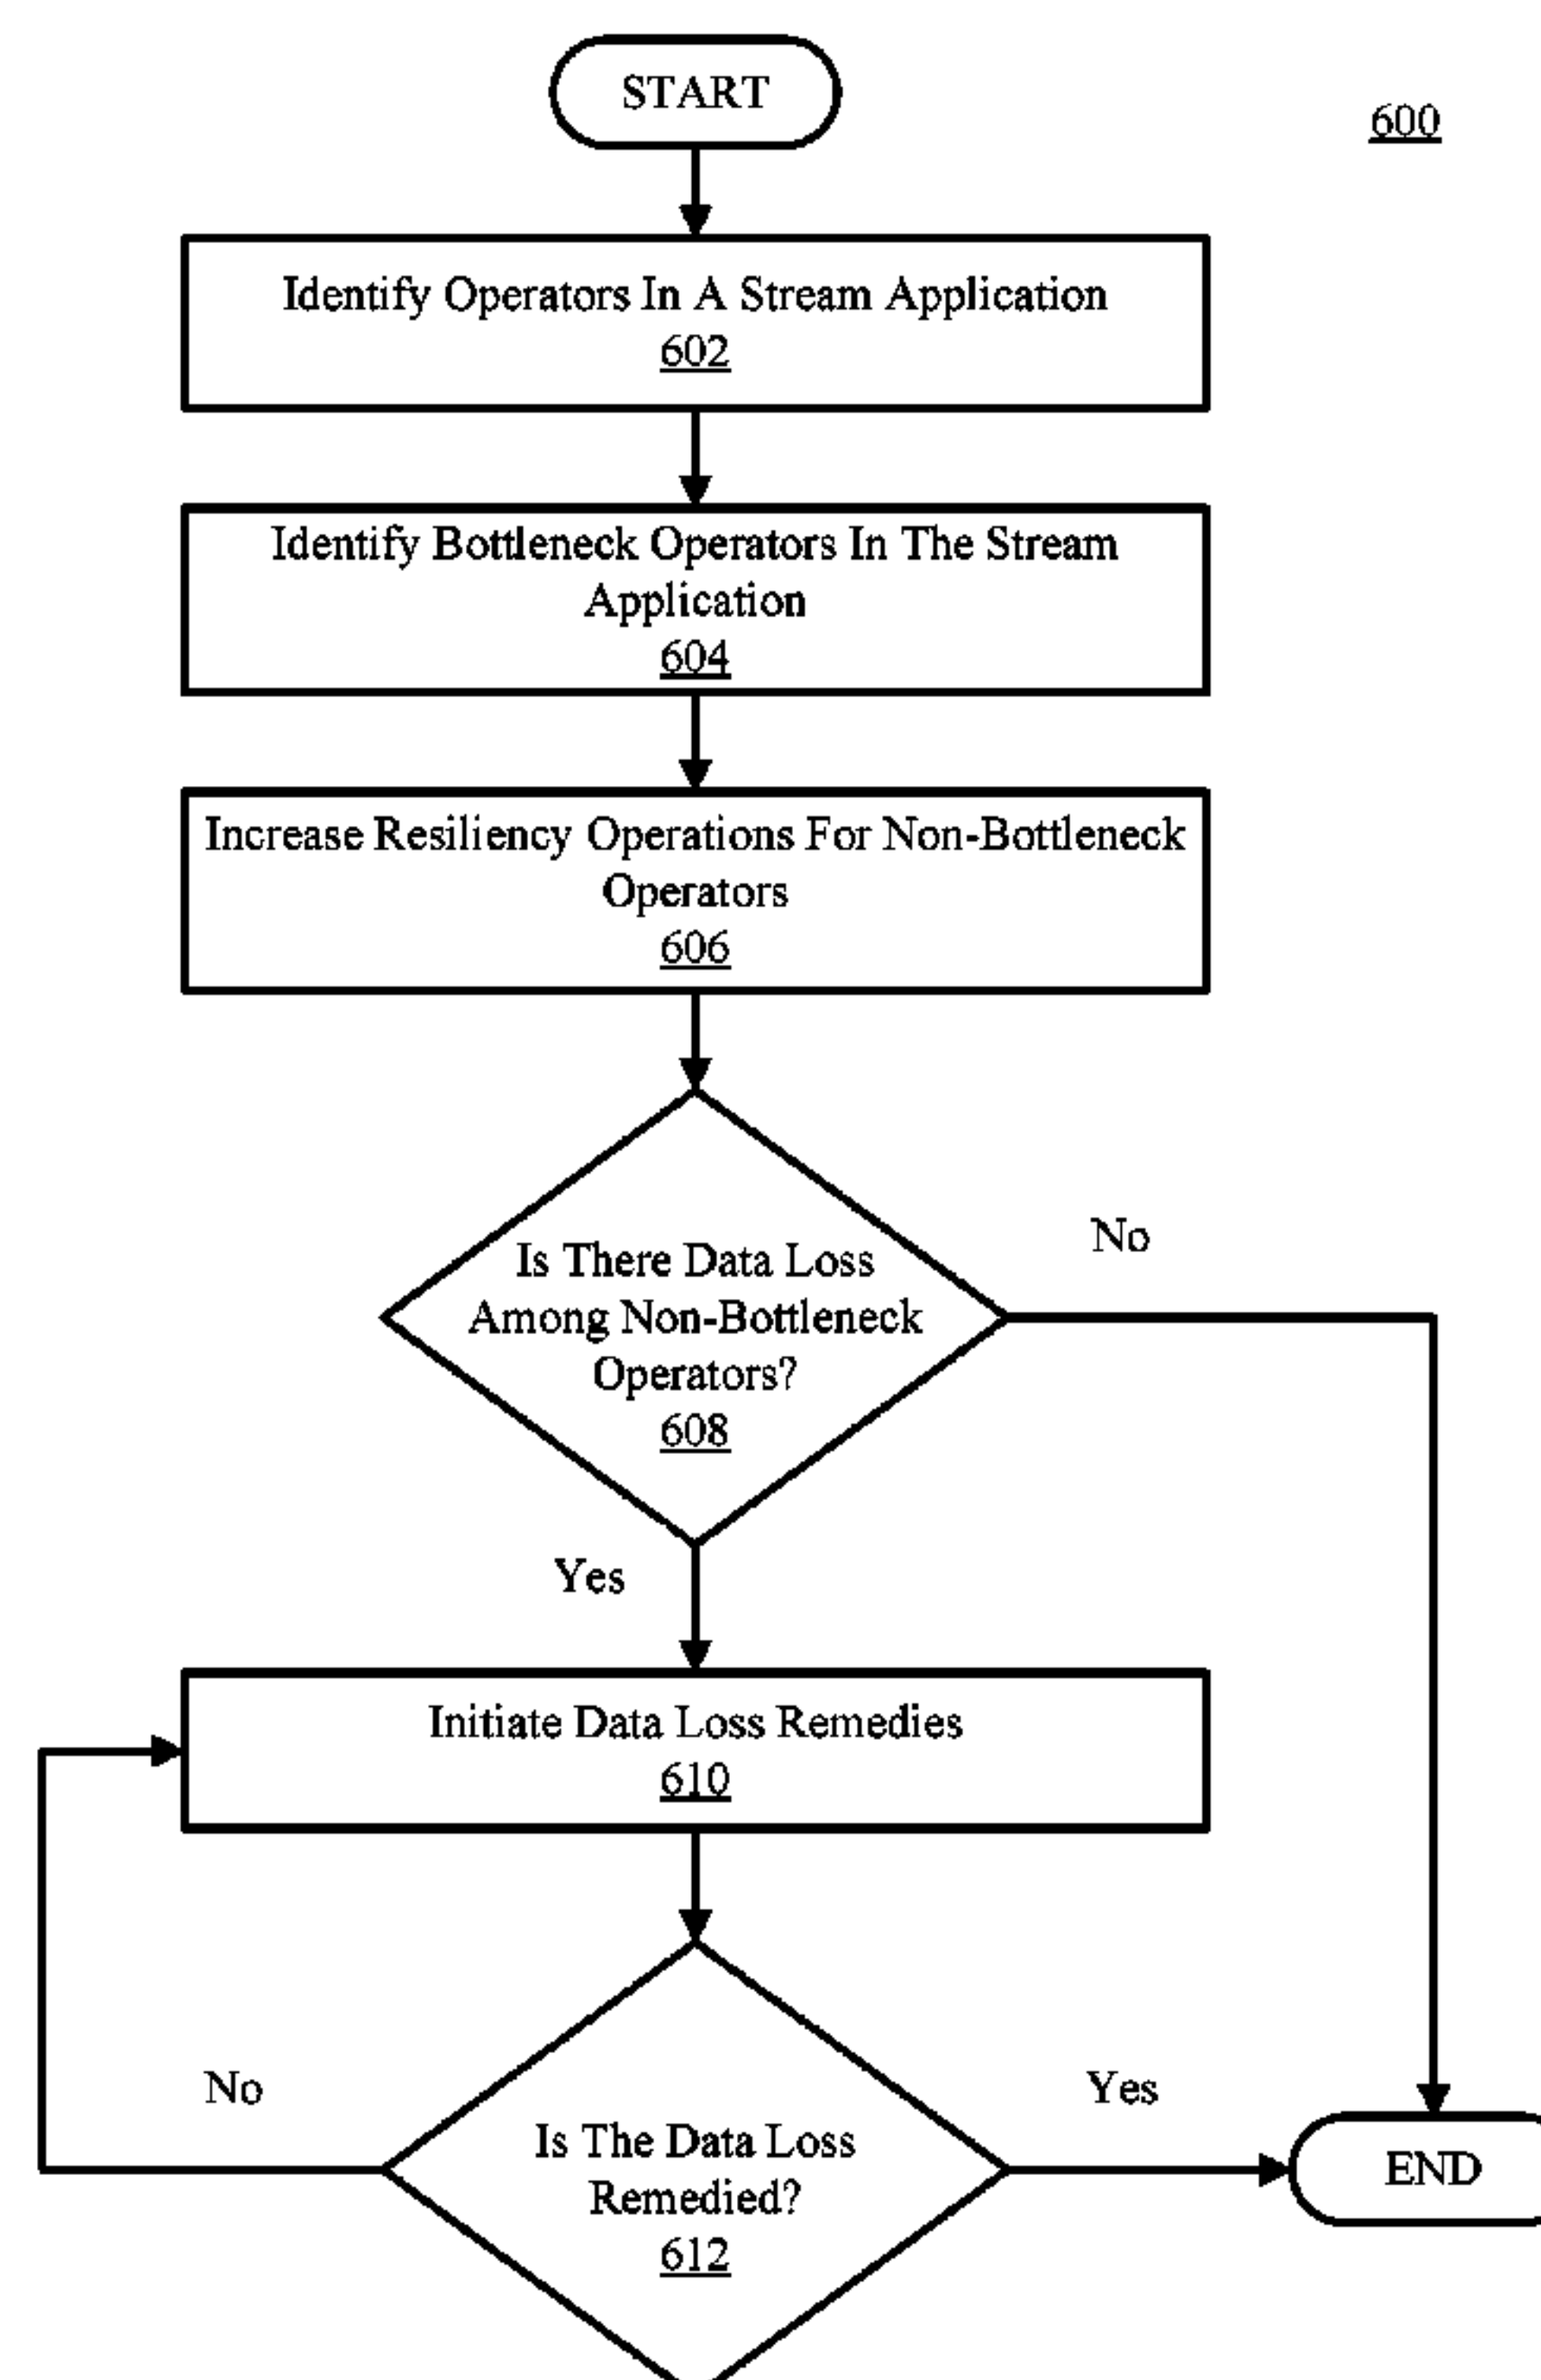 START
600
Identify Operators In A Stream Application
602
Identify Bottleneck Operators In The Stream
Application
604
Increase Resiliency Operations For Non-Bottleneck
Operators
606
Is There Data Loss
Among Non-Bottleneck
Operators?
608
No
Yes
Initiate Data Loss Remedies
610
No
Yes
Is The Data Loss
Remedied?
612
END